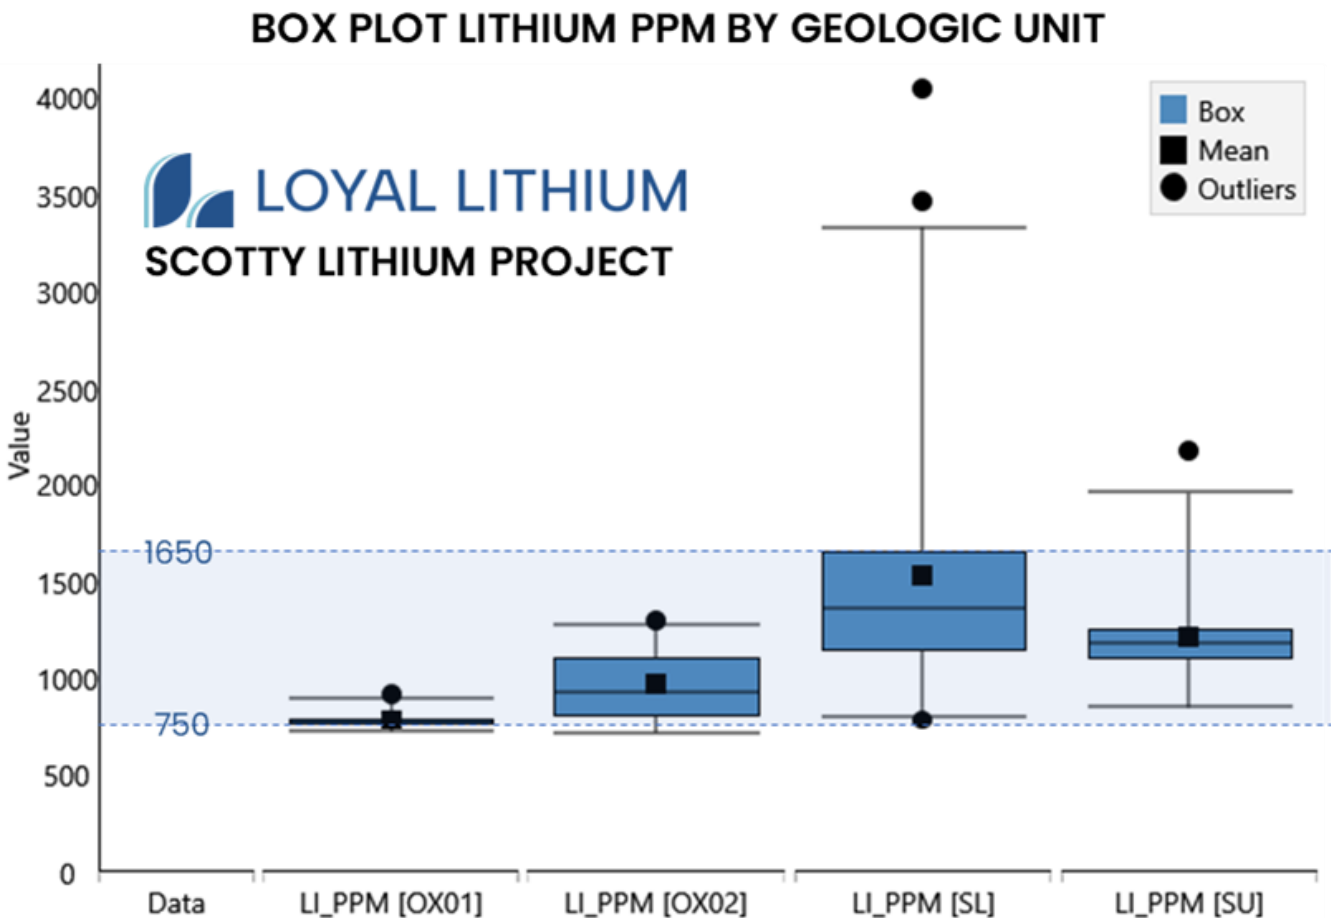 BOX PLOT LITHIUM PPM BY GEOLOGIC UNIT
4000
3500
3000
2500
2000
1500
1000
500
0
Value
LOYAL LITHIUM
SCOTTY LITHIUM PROJECT
Box
Mean
Outliers
1650
750
Data
LI_PPM [OX01]
LI_PPM [OX02]
LI_PPM [SL]
LI_PPM [SU]